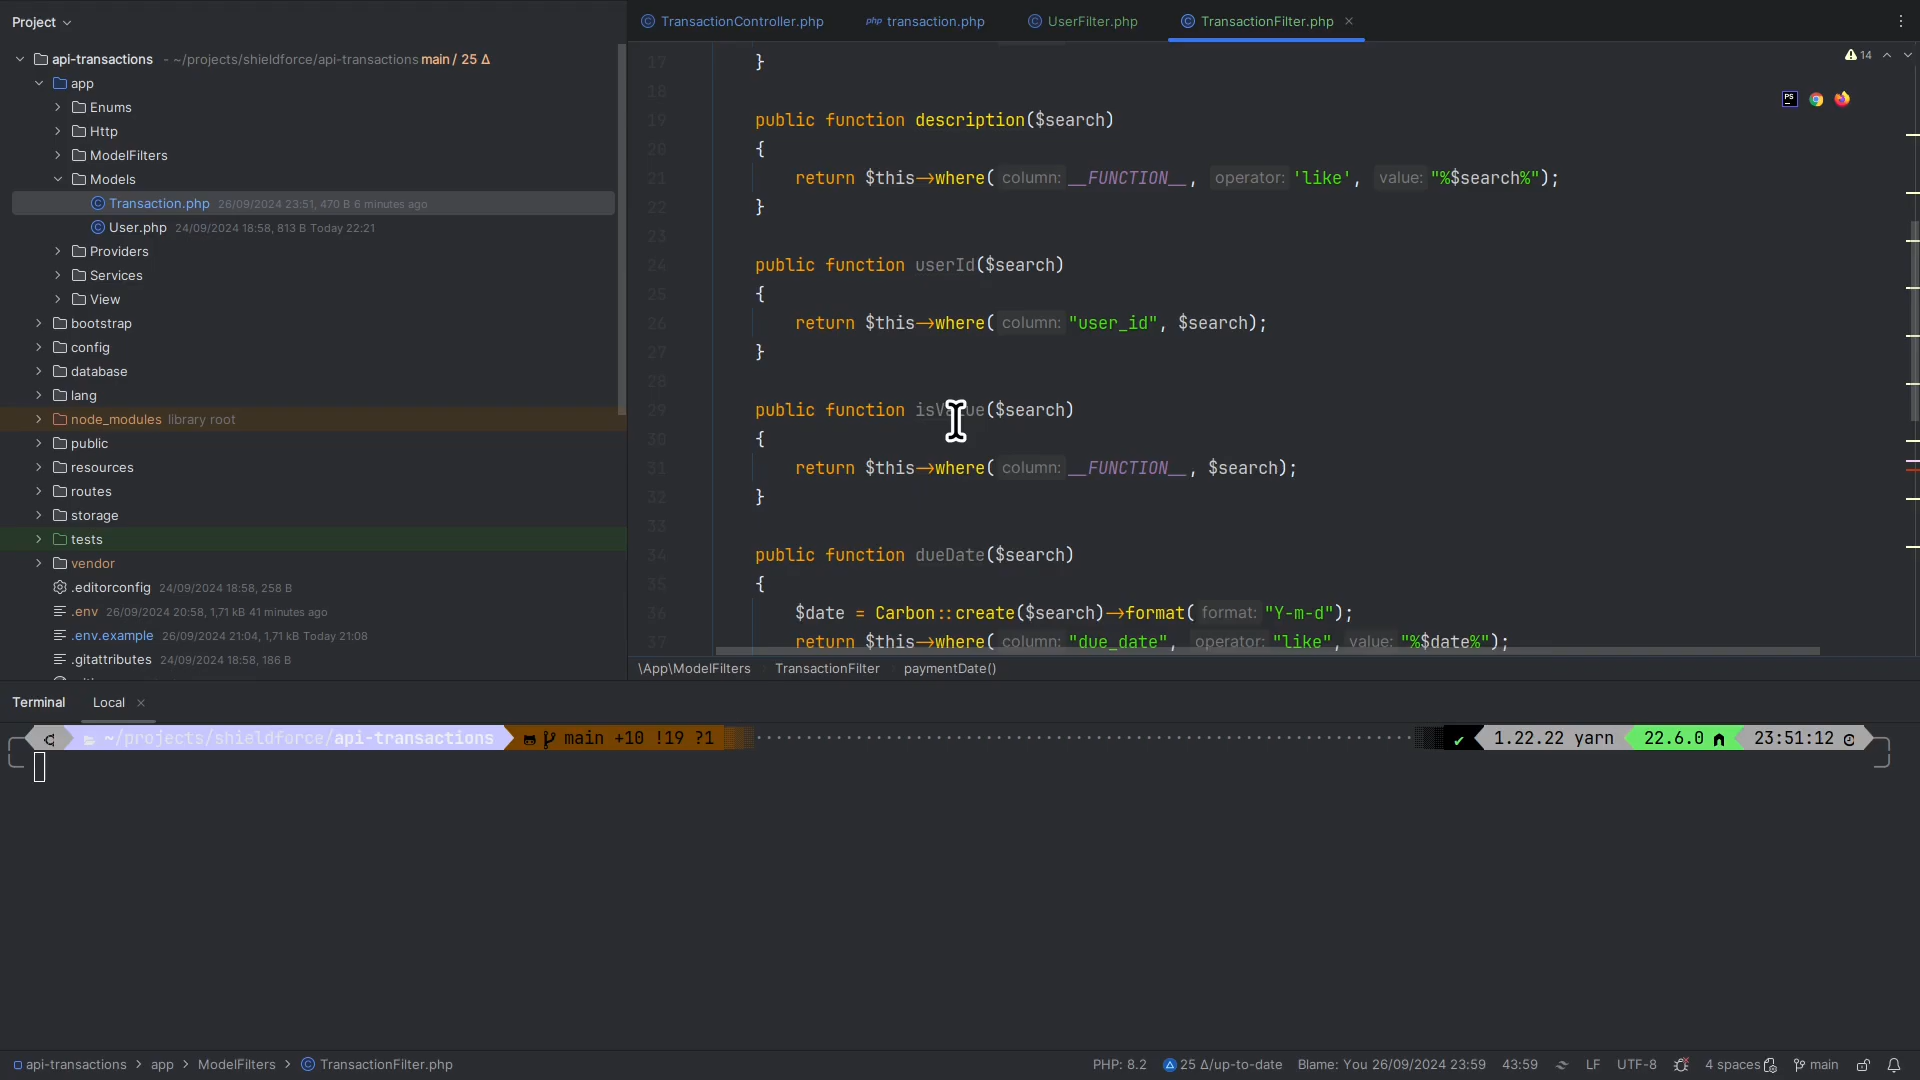 Project
TransactionController.php
php transaction.php
UserFilter.php
TransactionFilter.php
api-transactions - ~/projects/shieldforce/api-transactions main / 25 Δ
app
Enums
Http
ModelFilters
Models
Transaction.php 26/09/2024 23:51, 470 B 6 minutes ago
User.php 24/09/2024 18:58, 813 B Today 22:21
Providers
Services
View
bootstrap
config
database
lang
node_modules library root
public
resources
routes
storage
tests
vendor
.editorconfig 24/09/2024 18:58, 258 B
.env 26/09/2024 20:58, 1,71 kB 41 minutes ago
.env.example 26/09/2024 21:04, 1,71 kB Today 21:08
.gitattributes 24/09/2024 18:58, 186 B
14
PS
17 }
18
19 public function description($search)
20 {
21 return $this->where( column: __FUNCTION__, operator: 'like', value: "%$search%");
22 }
23
24 public function userId($search)
25 {
26 return $this->where( column: "user_id", $search);
27 }
28
29 public function isValue($search)
30 {
31 return $this->where( column: __FUNCTION__, $search);
32 }
33
34 public function dueDate($search)
35 {
36 $date = Carbon::create($search)->format( format: "Y-m-d");
37 return $this->where( column: "due_date", operator: "like", value: "%$date%");
\App\ModelFilters TransactionFilter paymentDate()
Terminal Local
~/projects/shieldforce/api-transactions main +10 !19 ?1 ✔ 1.22.22 yarn 22.6.0 23:51:12
api-transactions > app > ModelFilters > TransactionFilter.php
PHP: 8.2 25 Δ/up-to-date Blame: You 26/09/2024 23:59 43:59 LF UTF-8 4 spaces main